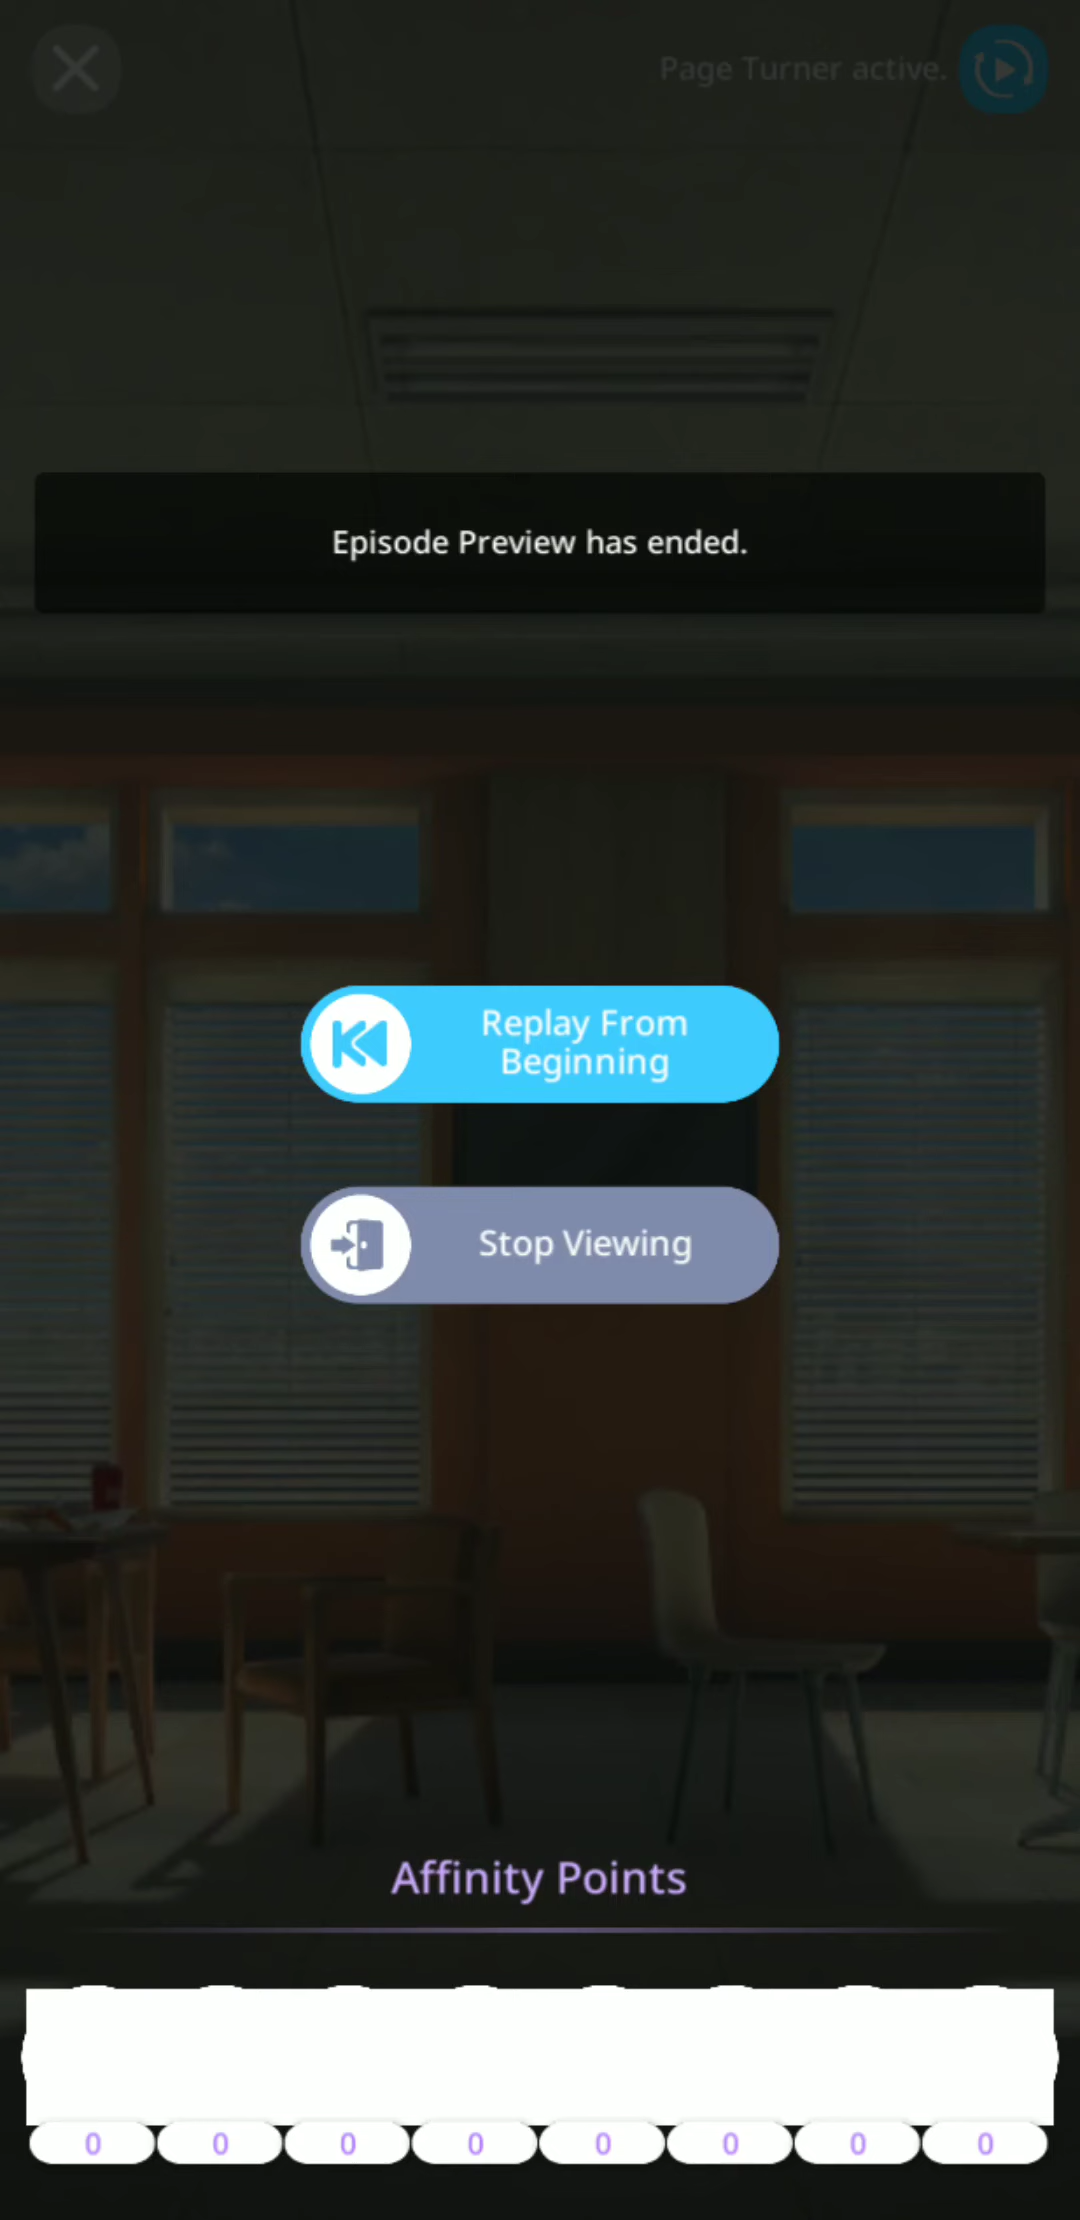 Page Turner active.
Episode Preview has ended.
Replay From
Beginning
Stop Viewing
Affinity Points
0 0 0 0 0 0 0 0